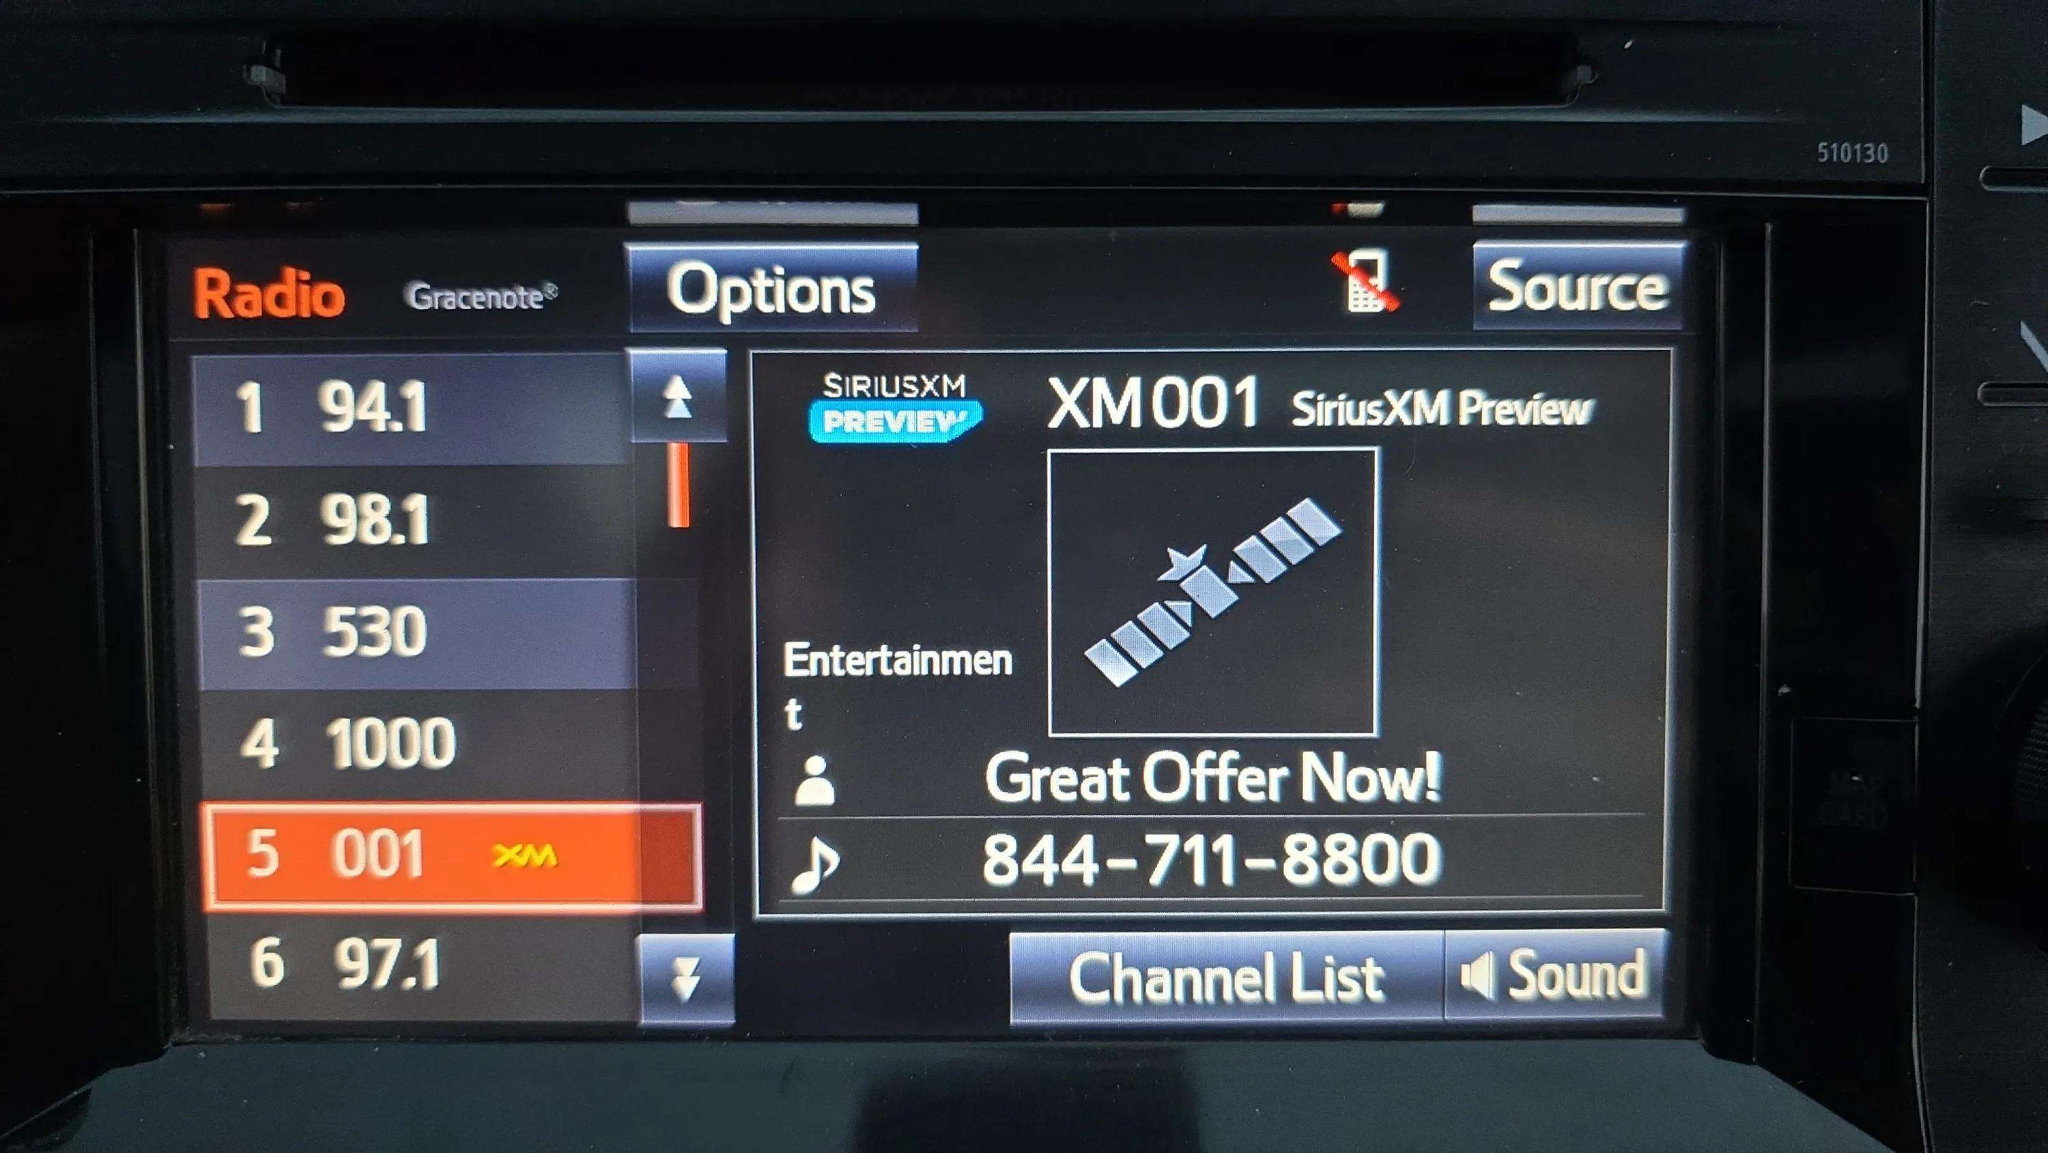 510130
Radio Gracenote® Options Source
1 94.1
2 98.1
3 530
4 1000
5 001 XM
6 97.1
SIRIUSXM
PREVIEW
XM001 SiriusXM Preview
Entertainmen
t
Great Offer Now!
844-711-8800
Channel List Sound